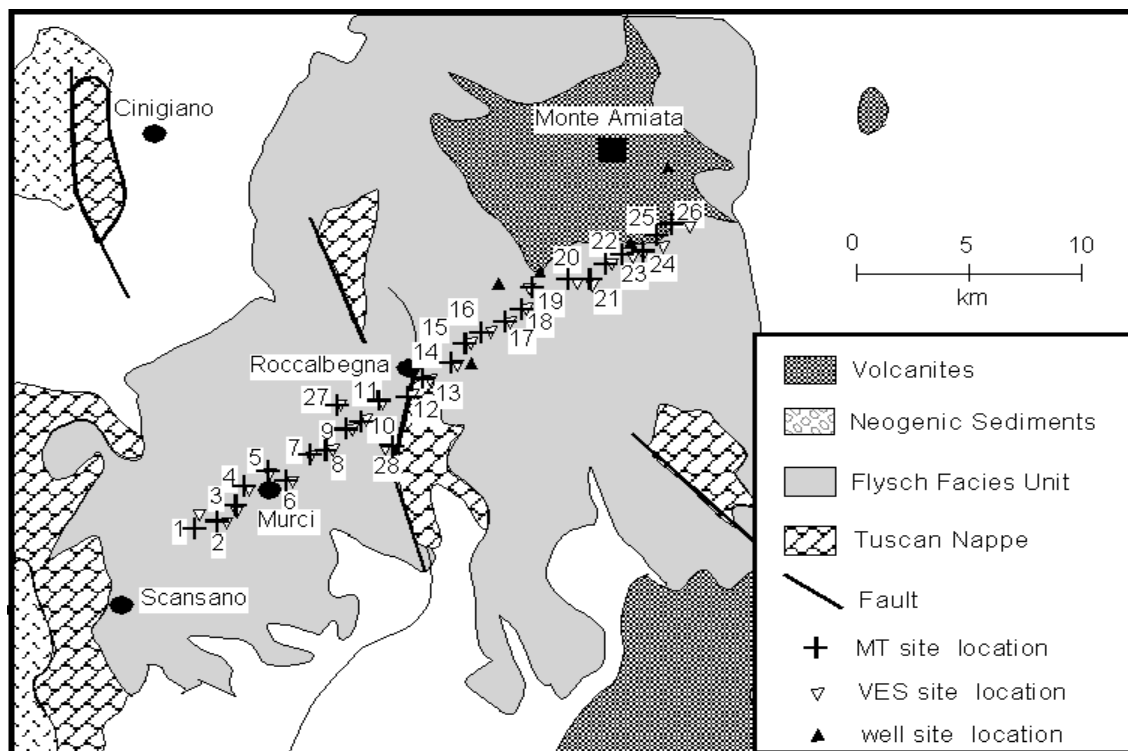 Cinigiano
Monte Amiata
26
25
22
24
23
20
21
0 5 10
km
19
16
18
15
17
Roccalbegna
14
13
11
12
27
10
9
8
7
28
5
4
6
3
Murci
1
2
Scansano
Volcanites
Neogenic Sediments
Flysch Facies Unit
Tuscan Nappe
Fault
MT site location
VES site location
well site location